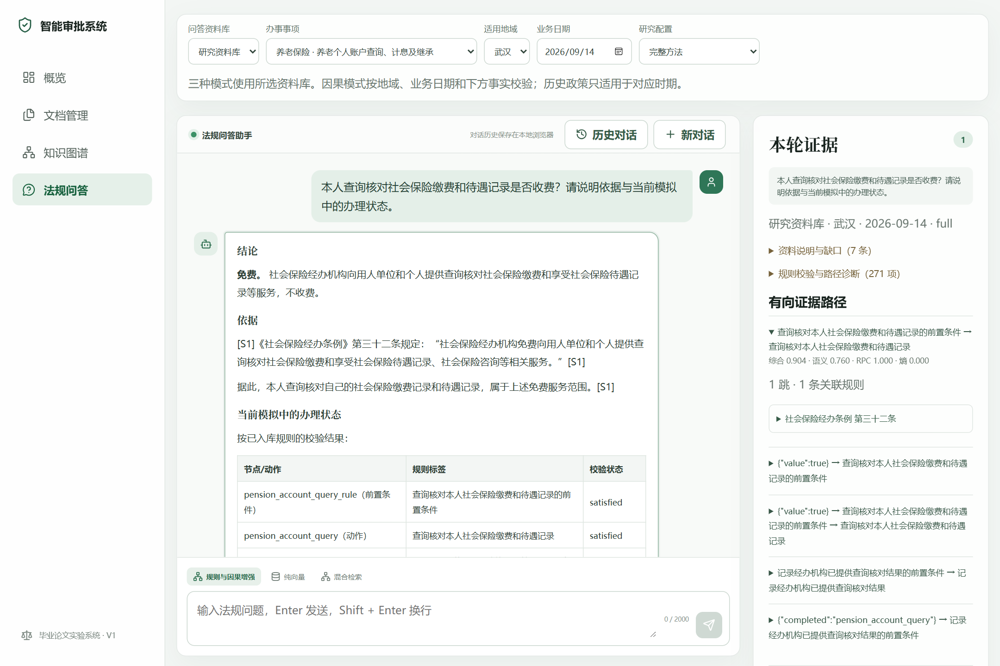 智能审批系统
概览
文档管理
知识图谱
法规问答
毕业论文实验系统 · V1
问答资料库
办事事项
适用地域
业务日期
研究配置
研究资料库
养老保险 · 养老个人账户查询、计息及继承
武汉
2026/09/14
完整方法
三种模式使用所选资料库。因果模式按地域、业务日期和下方事实校验；历史政策只适用于对应时期。
法规问答助手
对话历史保存在本地浏览器
历史对话
新对话
本人查询核对社会保险缴费和待遇记录是否收费？请说明依据与当前模拟
中的办理状态。
结论
免费。 社会保险经办机构向用人单位和个人提供查询核对社会保险缴费和享受社会保险待遇记
录等服务，不收费。
依据
[S1]《社会保险经办条例》第三十二条规定：“社会保险经办机构免费向用人单位和个人提供查
询核对社会保险缴费和享受社会保险待遇记录、社会保险咨询等相关服务。”[S1]
据此，本人查询核对自己的社会保险缴费记录和待遇记录，属于上述免费服务范围。[S1]
当前模拟中的办理状态
按已入库规则的校验结果：
节点/动作
规则标签
校验状态
pension_account_query_rule（前置条
件）
查询核对本人社会保险缴费和待遇记录的前
置条件
satisfied
pension_account_query（动作）
查询核对本人社会保险缴费和待遇记录
satisfied
规则与因果增强
纯向量
混合检索
输入法规问题，Enter 发送，Shift + Enter 换行
0 / 2000
本轮证据
1
本人查询核对社会保险缴费和待遇记录是否收费？请说
明依据与当前模拟中的办理状态。
研究资料库 · 武汉 · 2026-09-14 · full
▶ 资料说明与缺口（7 条）
▶ 规则校验与路径诊断（271 项）
有向证据路径
▼ 查询核对本人社会保险缴费和待遇记录的前置条件 →
查询核对本人社会保险缴费和待遇记录
综合 0.904 · 语义 0.760 · RPC 1.000 · 熵 0.000
1 跳 · 1 条关联规则
▶ 社会保险经办条例 第三十二条
▶ {"value":true} → 查询核对本人社会保险缴费和待遇
记录的前置条件
▶ {"value":true} → 查询核对本人社会保险缴费和待遇
记录的前置条件 → 查询核对本人社会保险缴费和待遇
记录
▶ 记录经办机构已提供查询核对结果的前置条件 → 记
录经办机构已提供查询核对结果
▶ {"completed":"pension_account_query"} → 记录
经办机构已提供查询核对结果的前置条件